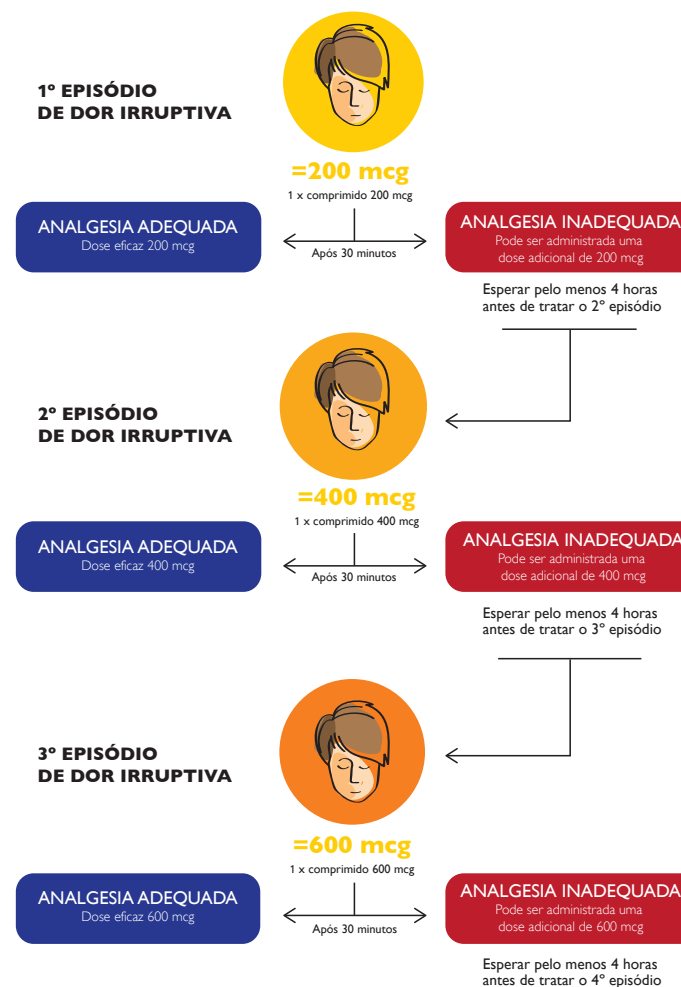 1º EPISÓDIO
DE DOR IRRUPTIVA
=200 mcg
1 x comprimido 200 mcg
ANALGESIA ADEQUADA
Dose eficaz 200 mcg
Após 30 minutos
ANALGESIA INADEQUADA
Pode ser administrada uma
dose adicional de 200 mcg
Esperar pelo menos 4 horas
antes de tratar o 2º episódio
2º EPISÓDIO
DE DOR IRRUPTIVA
=400 mcg
1 x comprimido 400 mcg
ANALGESIA ADEQUADA
Dose eficaz 400 mcg
Após 30 minutos
ANALGESIA INADEQUADA
Pode ser administrada uma
dose adicional de 400 mcg
Esperar pelo menos 4 horas
antes de tratar o 3º episódio
3º EPISÓDIO
DE DOR IRRUPTIVA
=600 mcg
1 x comprimido 600 mcg
ANALGESIA ADEQUADA
Dose eficaz 600 mcg
Após 30 minutos
ANALGESIA INADEQUADA
Pode ser administrada uma
dose adicional de 600 mcg
Esperar pelo menos 4 horas
antes de tratar o 4º episódio